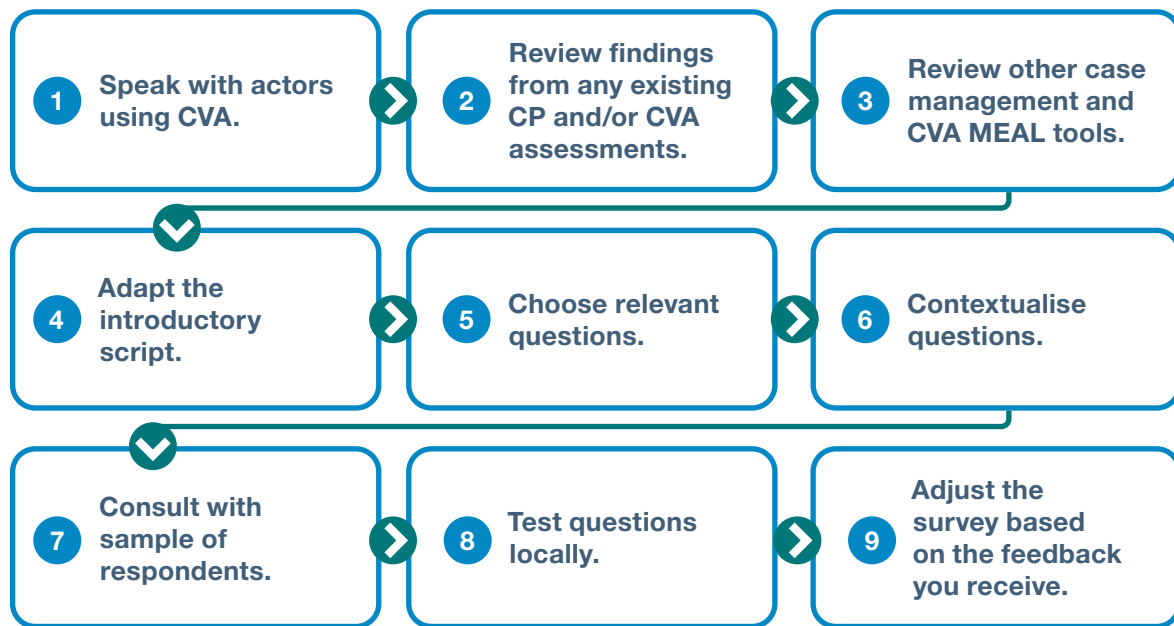 1
Speak with actors
using CVA.
2
Review findings
from any existing
CP and/or CVA
assessments.
3
Review other case
management and
CVA MEAL tools.
4
Adapt the
introductory
script.
5
Choose relevant
questions.
6
Contextualise
questions.
7
Consult with
sample of
respondents.
8
Test questions
locally.
9
Adjust the
survey based
on the feedback
you receive.